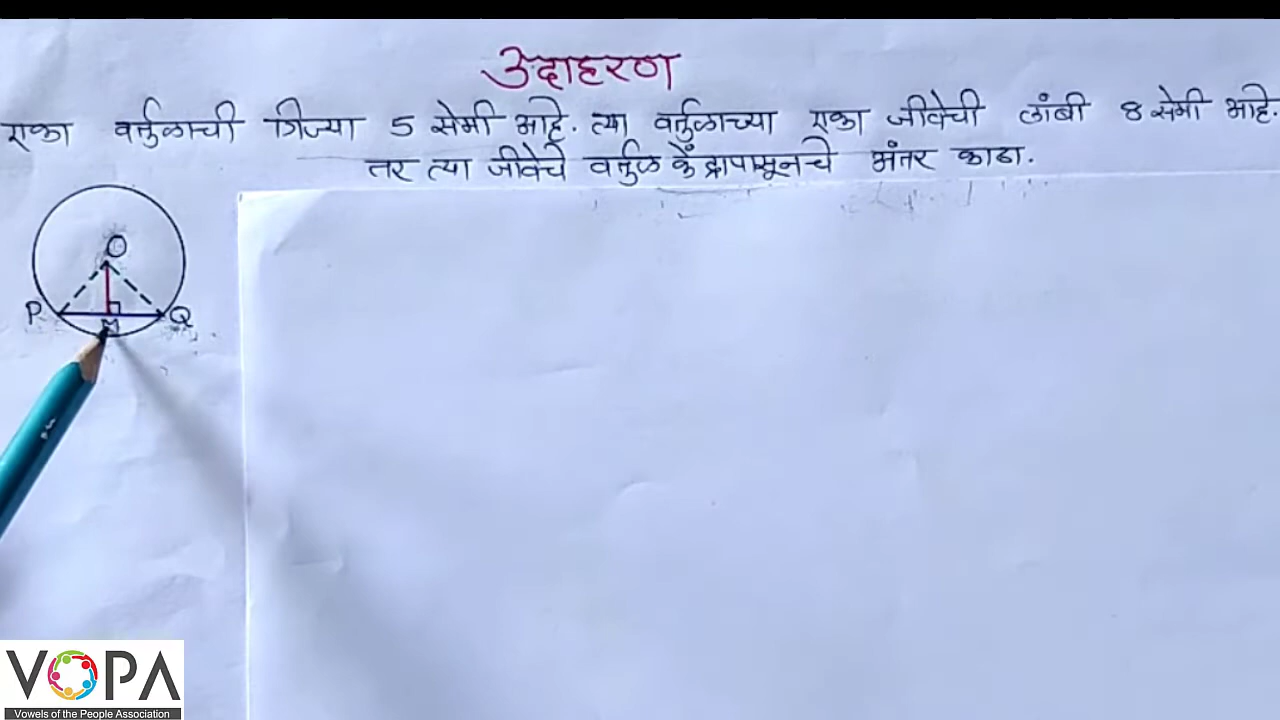 उदाहरण
एका वर्तुळाची त्रिज्या 5 सेमी आहे. त्या वर्तुळाच्या एका जीवेची लांबी 8 सेमी आहे.
तर त्या जीवेचे वर्तुळ केंद्रापासूनचे अंतर काढा.
O
P M Q
VOPA
Vowels of the People Association